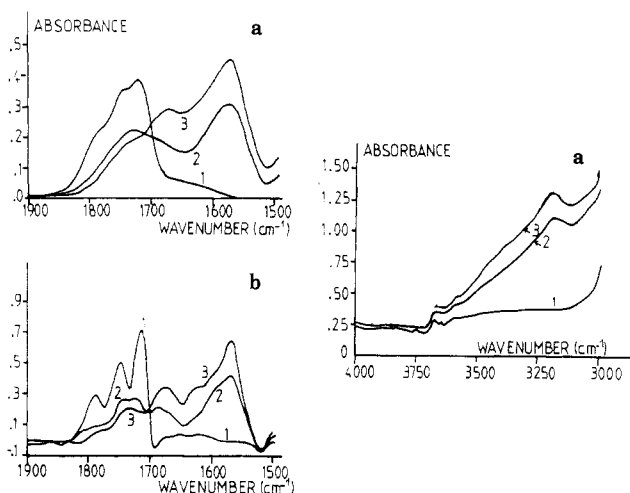 ABSORBANCE
a
.5
.4
.3
.2
.1
.0
3
2
1
1900 1800 1700 1600 1500
WAVENUMBER (cm⁻¹)
b
.9
.7
.5
.3
.1
-.1
2
3
3
2
1
1900 1800 1700 1600 1500
WAVENUMBER (cm⁻¹)
ABSORBANCE
a
1.50
1.25
1.00
.75
.50
.25
0
3
2
1
WAVENUMBER (cm⁻¹)
4000 3750 3500 3250 3000